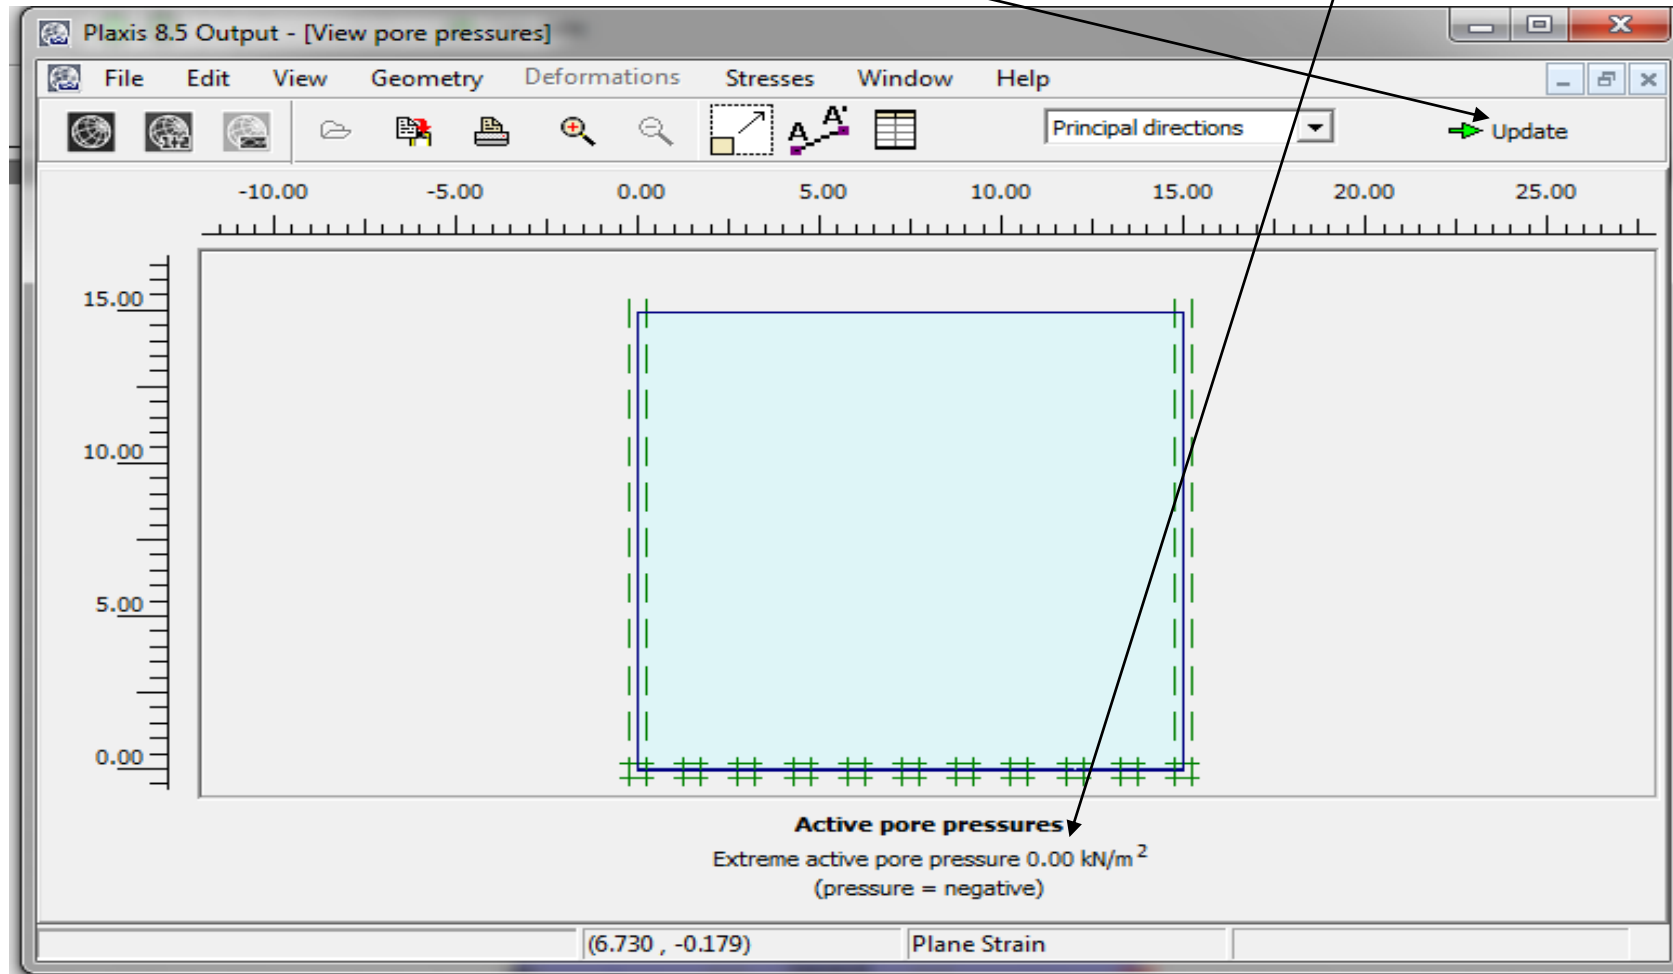 Plaxis 8.5 Output - [View pore pressures]
File Edit View Geometry Deformations Stresses Window Help
1+2
A A*
Principal directions
Update
-10.00 -5.00 0.00 5.00 10.00 15.00 20.00 25.00
15.00
10.00
5.00
0.00
Active pore pressures
Extreme active pore pressure 0.00 kN/m²
(pressure = negative)
(6.730 , -0.179) Plane Strain